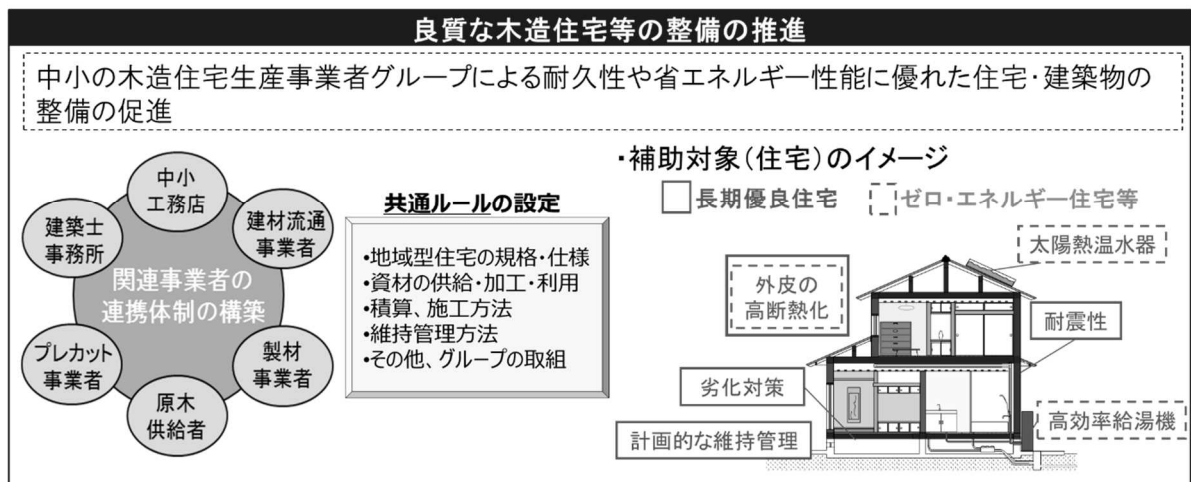 良質な木造住宅等の整備の推進
中小の木造住宅生産事業者グループによる耐久性や省エネルギー性能に優れた住宅・建築物の
整備の促進
中小
工務店
建築士
事務所
建材流通
事業者
関連事業者の
連携体制の構築
プレカット
事業者
製材
事業者
原木
供給者
共通ルールの設定
•地域型住宅の規格・仕様
•資材の供給・加工・利用
•積算、施工方法
•維持管理方法
•その他、グループの取組
・補助対象(住宅)のイメージ
長期優良住宅
ゼロ・エネルギー住宅等
太陽熱温水器
外皮の
高断熱化
耐震性
劣化対策
計画的な維持管理
高効率給湯機